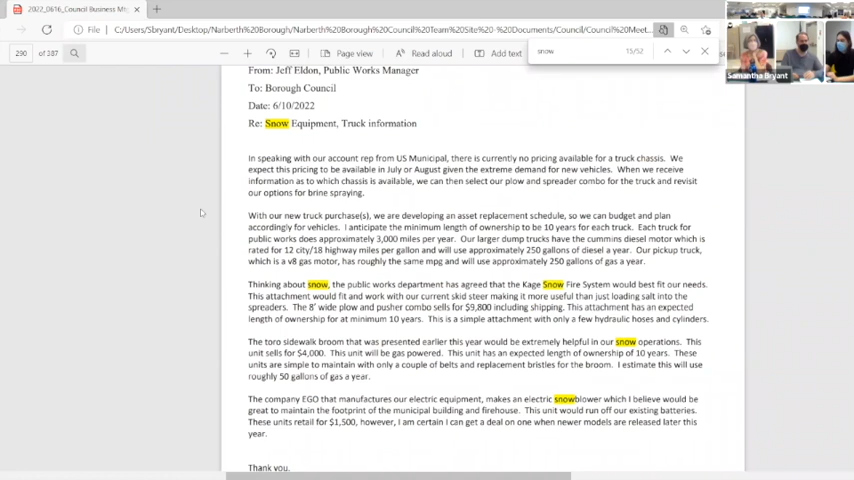 2022_0616_Council Business M
File
C:/Users/Sbryant/Desktop/Narberth%20Borough/Narberth%20Borough%20Council%20Team%20Site%20-%20Documents/Council/Council%20Meet...
290 of 387
Page view
Read aloud
Add text
snow
15/52
Samantha Bryant
From: Jeff Eldon, Public Works Manager
To: Borough Council
Date: 6/10/2022
Re: Snow Equipment, Truck information
In speaking with our account rep from US Municipal, there is currently no pricing available for a truck chassis. We
expect this pricing to be available in July or August given the extreme demand for new vehicles. When we receive
information as to which chassis is available, we can then select our plow and spreader combo for the truck and revisit
our options for brine spraying.
With our new truck purchase(s), we are developing an asset replacement schedule, so we can budget and plan
accordingly for vehicles. I anticipate the minimum length of ownership to be 10 years for each truck. Each truck for
public works does approximately 3,000 miles per year. Our larger dump trucks have the cummins diesel motor which is
rated for 12 city/18 highway miles per gallon and will use approximately 250 gallons of diesel a year. Our pickup truck,
which is a v8 gas motor, has roughly the same mpg and will use approximately 250 gallons of gas a year.
Thinking about snow, the public works department has agreed that the Kage Snow Fire System would best fit our needs.
This attachment would fit and work with our current skid steer making it more useful than just loading salt into the
spreaders. The 8' wide plow and pusher combo sells for $9,800 including shipping. This attachment has an expected
length of ownership for at minimum 10 years. This is a simple attachment with only a few hydraulic hoses and cylinders.
The toro sidewalk broom that was presented earlier this year would be extremely helpful in our snow operations. This
unit sells for $4,000. This unit will be gas powered. This unit has an expected length of ownership of 10 years. These
units are simple to maintain with only a couple of belts and replacement bristles for the broom. I estimate this will use
roughly 50 gallons of gas a year.
The company EGO that manufactures our electric equipment, makes an electric snowblower which I believe would be
great to maintain the footprint of the municipal building and firehouse. This unit would run off our existing batteries.
These units retail for $1,500, however, I am certain I can get a deal on one when newer models are released later this
year.
Thank you,